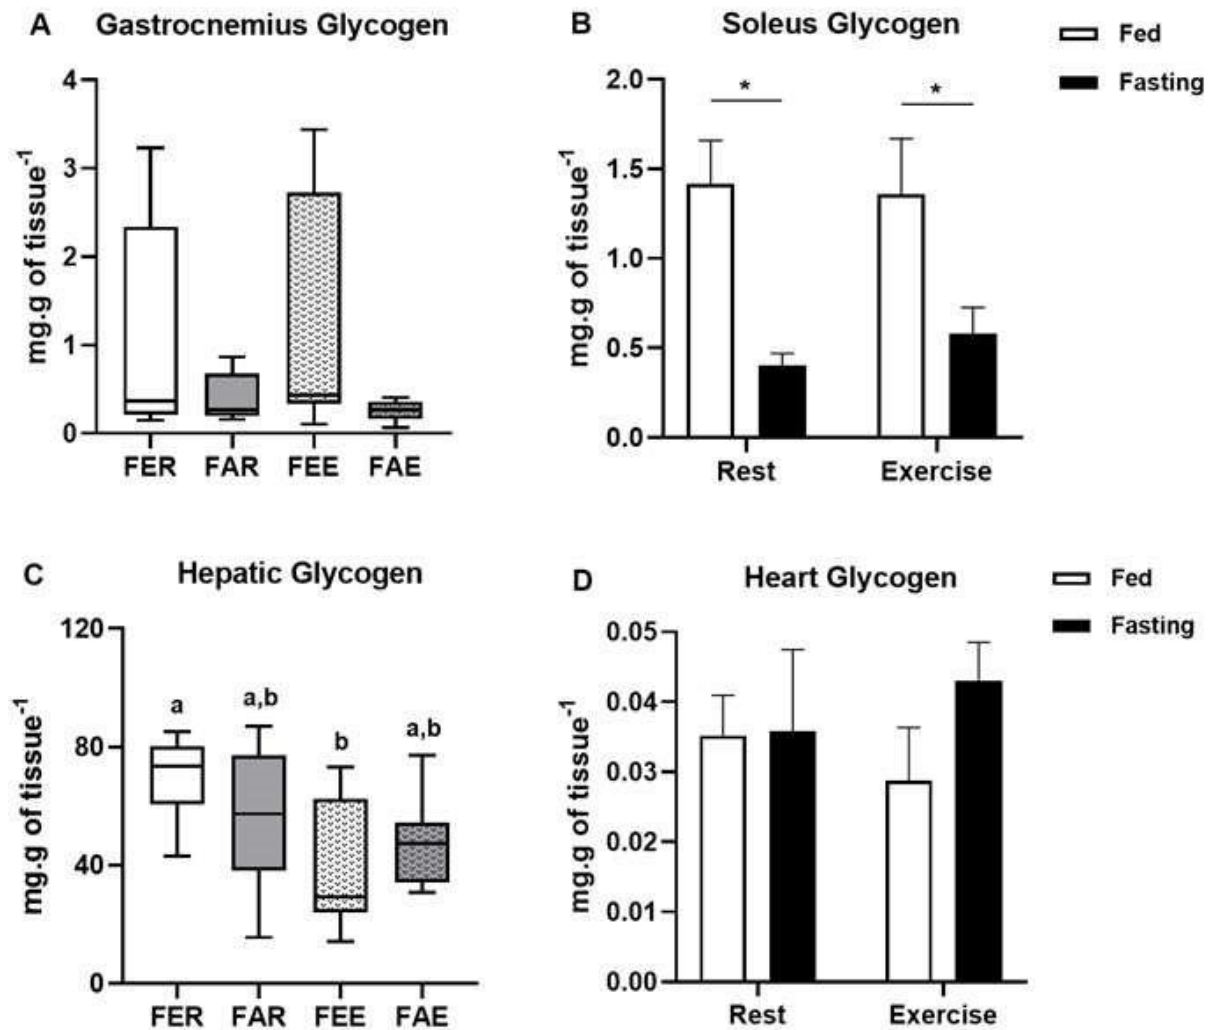 A Gastrocnemius Glycogen
mg.g of tissue-1
4
3
2
1
0
FER FAR FEE FAE
B Soleus Glycogen
Fed
Fasting
mg.g of tissue-1
2.0
1.5
1.0
0.5
0.0
* *
Rest Exercise
C Hepatic Glycogen
mg.g of tissue-1
120
80
40
0
a a,b b a,b
FER FAR FEE FAE
D Heart Glycogen
Fed
Fasting
mg.g of tissue-1
0.05
0.04
0.03
0.02
0.01
0.00
Rest Exercise